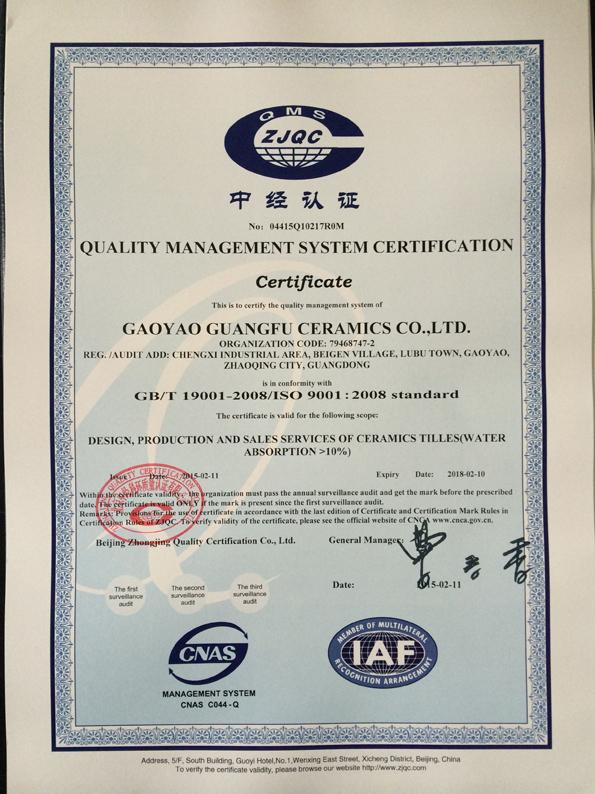 QMS
ZJQC
中经认证
No: 04415Q10217R0M
QUALITY MANAGEMENT SYSTEM CERTIFICATION
Certificate
This is to certify the quality management system of
GAOYAO GUANGFU CERAMICS CO.,LTD.
ORGANIZATION CODE: 79468747-2
REG. /AUDIT ADD: CHENGXI INDUSTRIAL AREA, BEIGEN VILLAGE, LUBU TOWN, GAOYAO,
ZHAOQING CITY, GUANGDONG
is in conformity with
GB/T 19001-2008/ISO 9001:2008 standard
The certificate is valid for the following scope:
DESIGN, PRODUCTION AND SALES SERVICES OF CERAMICS TILLES(WATER
ABSORPTION >10%)
Issue Date: 2015-02-11 Expiry Date: 2018-02-10
Within the certificate validity, the organization must pass the annual surveillance audit and get the mark before the prescribed
date. The certificate is valid ONLY if the mark is present since the first surveillance audit.
Remark: Provisions for the use of certificate in accordance with the last edition of Certificate and Certification Mark Rules in
Certification Rules of ZJQC. To verify validity of the certificate, please see the official website of CNCA www.cnca.gov.cn.
Beijing Zhongjing Quality Certification Co., Ltd. General Manager:
The first
surveillance
audit
The second
surveillance
audit
The third
surveillance
audit
Date: 2015-02-11
CNAS
MANAGEMENT SYSTEM
CNAS C044-Q
MEMBER OF MULTILATERAL
IAF
RECOGNITION ARRANGEMENT
Address, 5/F, South Building, Guoyi Hotel,No.1,Wenxing East Street, Xicheng District, Beijing, China
To verify the certificate validity, please browse our website http://www.zjqc.com